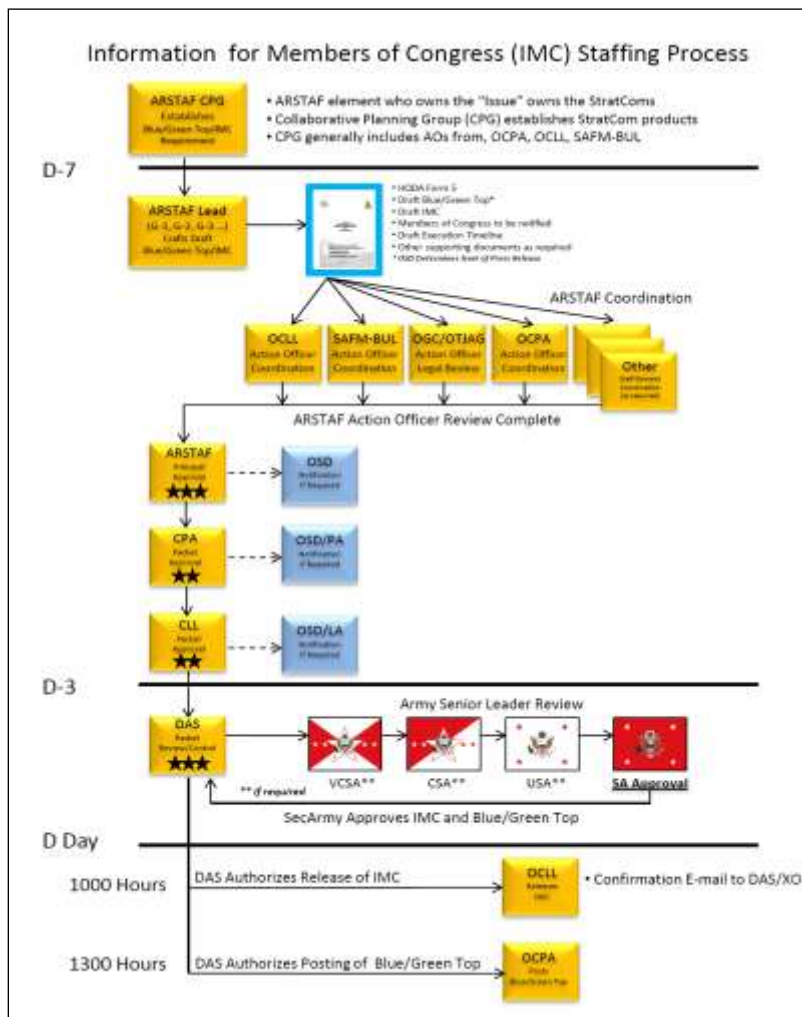 Information for Members of Congress (IMC) Staffing Process
ARSTAF CPG
Establishes
Blue/Green Top/IMC
Requirement
• ARSTAF element who owns the "Issue" owns the StratComs
• Collaborative Planning Group (CPG) establishes StratCom products
• CPG generally includes AOs from, OCPA, OCLL, SAFM-BUL
D-7
ARSTAF Lead
(G-1, G-2, G-3 ...)
Crafts Draft
Blue/Green Top/IMC
• HQDA Form 5
• Draft Blue/Green Top*
• Draft IMC
• Members of Congress to be notified
• Draft Execution Timeline
• Other supporting documents as required
*OSD Determines level of Press Release
ARSTAF Coordination
OCLL
Action Officer
Coordination
SAFM-BUL
Action Officer
Coordination
OGC/OTJAG
Action Officer
Legal Review
OCPA
Action Officer
Coordination
Other
ARSTAF Action Officer Review Complete
ARSTAF
Principal
Approval
OSD
Notification
If Required
CPA
Packet
Approval
OSD/PA
Notification
If Required
CLL
Packet
Approval
OSD/LA
Notification
If Required
D-3
Army Senior Leader Review
DAS
Packet
Review/Control
VCSA**
CSA**
USA**
SA Approval
** if required
SecArmy Approves IMC and Blue/Green Top
D Day
1000 Hours
DAS Authorizes Release of IMC
OCLL
Releases
IMC
• Confirmation E-mail to DAS/XO
1300 Hours
DAS Authorizes Posting of Blue/Green Top
OCPA
Posts
Blue/Green Top